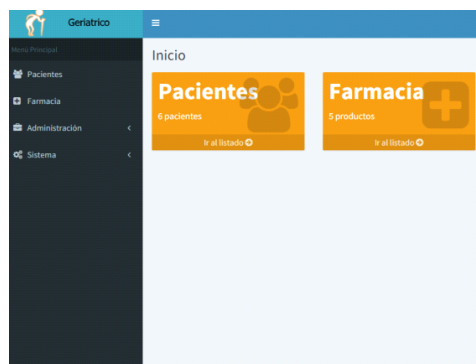 Geriatrico
Menú Principal
Pacientes
Farmacia
Administración
Sistema
Inicio
Pacientes
6 pacientes
Ir al listado
Farmacia
5 productos
Ir al listado